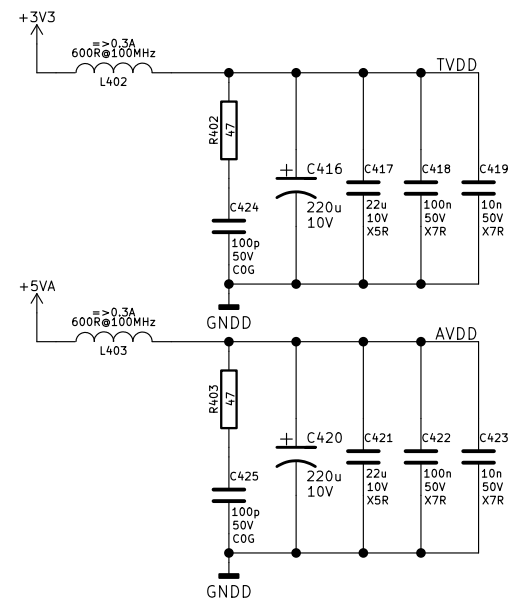 +3V3
=>0.3A
600R@100MHz
L402
TVDD
R402
47
C424
100p
50V
C0G
C416
220u
10V
C417
22u
10V
X5R
C418
100n
50V
X7R
C419
10n
50V
X7R
GNDD
+5VA
=>0.3A
600R@100MHz
L403
AVDD
R403
47
C425
100p
50V
C0G
C420
220u
10V
C421
22u
10V
X5R
C422
100n
50V
X7R
C423
10n
50V
X7R
GNDD